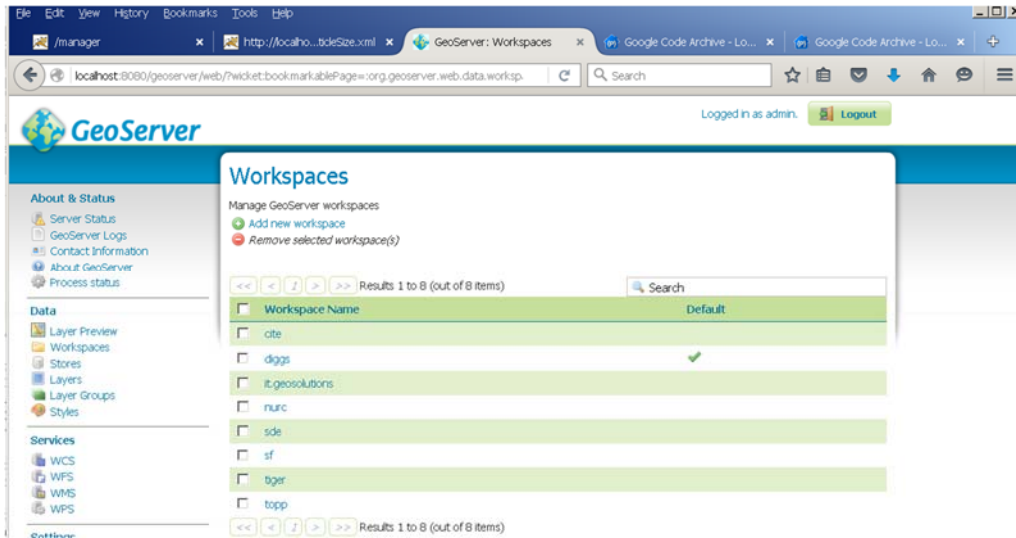 File Edit View History Bookmarks Tools Help
/manager
http://localho...ticleSize.xml
GeoServer: Workspaces
Google Code Archive - Lo...
Google Code Archive - Lo...
localhost:8080/geoserver/web/?wicket:bookmarkablePage=:org.geoserver.web.data.worksp.
Search
GeoServer
Logged in as admin.
Logout
About & Status
Server Status
GeoServer Logs
Contact Information
About GeoServer
Process status
Data
Layer Preview
Workspaces
Stores
Layers
Layer Groups
Styles
Services
WCS
WFS
WMS
WPS
Settings
Workspaces
Manage GeoServer workspaces
Add new workspace
Remove selected workspace(s)
<< < 1 > >> Results 1 to 8 (out of 8 items)
Search
Workspace Name Default
cite
diggs
it.geosolutions
nurc
sde
sf
tiger
topp
<< < 1 > >> Results 1 to 8 (out of 8 items)